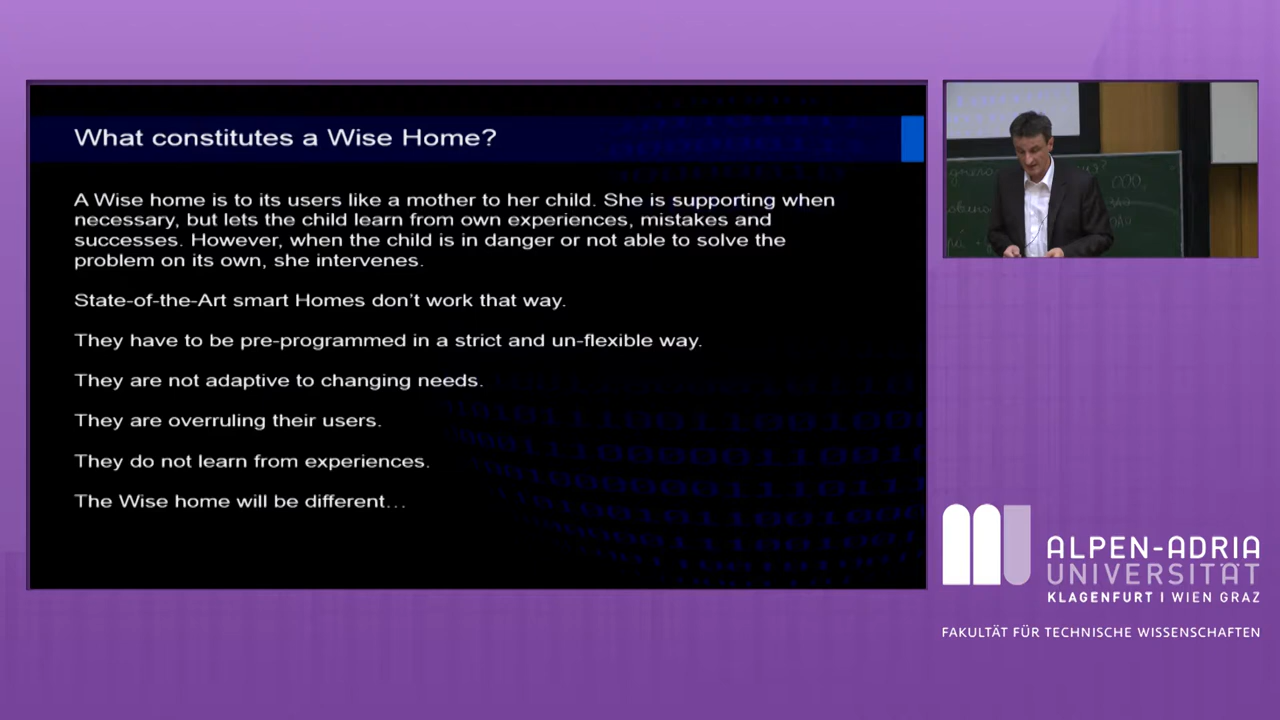 What constitutes a Wise Home?
A Wise home is to its users like a mother to her child. She is supporting when
necessary, but lets the child learn from own experiences, mistakes and
successes. However, when the child is in danger or not able to solve the
problem on its own, she intervenes.
State-of-the-Art smart Homes don't work that way.
They have to be pre-programmed in a strict and un-flexible way.
They are not adaptive to changing needs.
They are overruling their users.
They do not learn from experiences.
The Wise home will be different…
ALPEN-ADRIA
UNIVERSITÄT
KLAGENFURT I WIEN GRAZ
FAKULTÄT FÜR TECHNISCHE WISSENSCHAFTEN